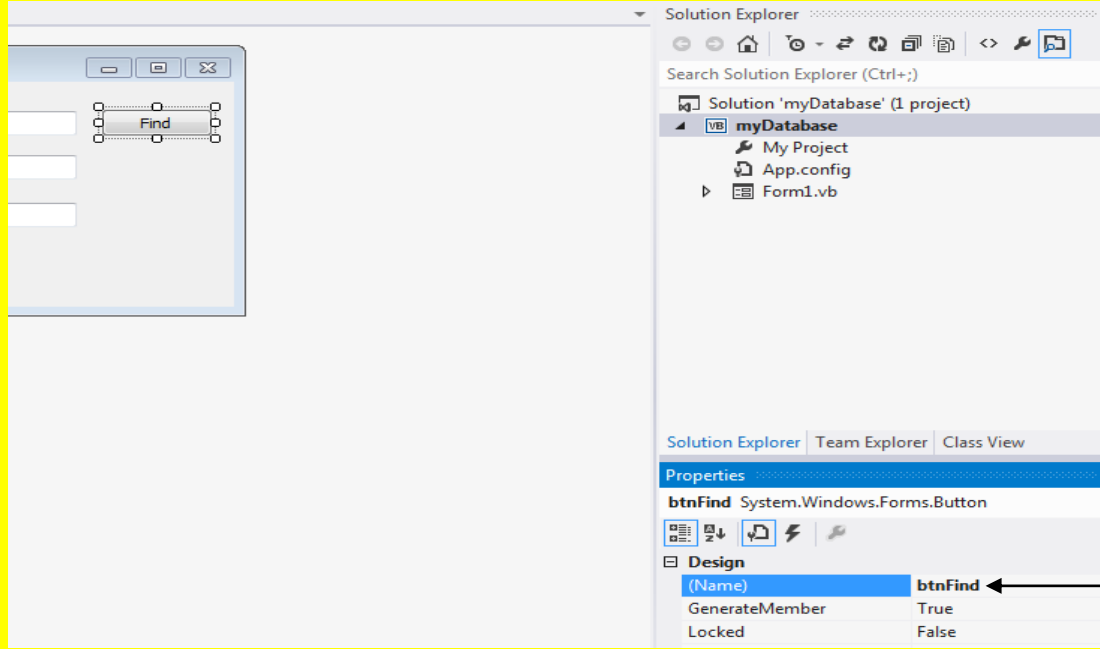 Find
Solution Explorer
Search Solution Explorer (Ctrl+;)
Solution 'myDatabase' (1 project)
VB myDatabase
My Project
App.config
Form1.vb
Solution Explorer Team Explorer Class View
Properties
btnFind System.Windows.Forms.Button
Design
(Name) btnFind
GenerateMember True
Locked False